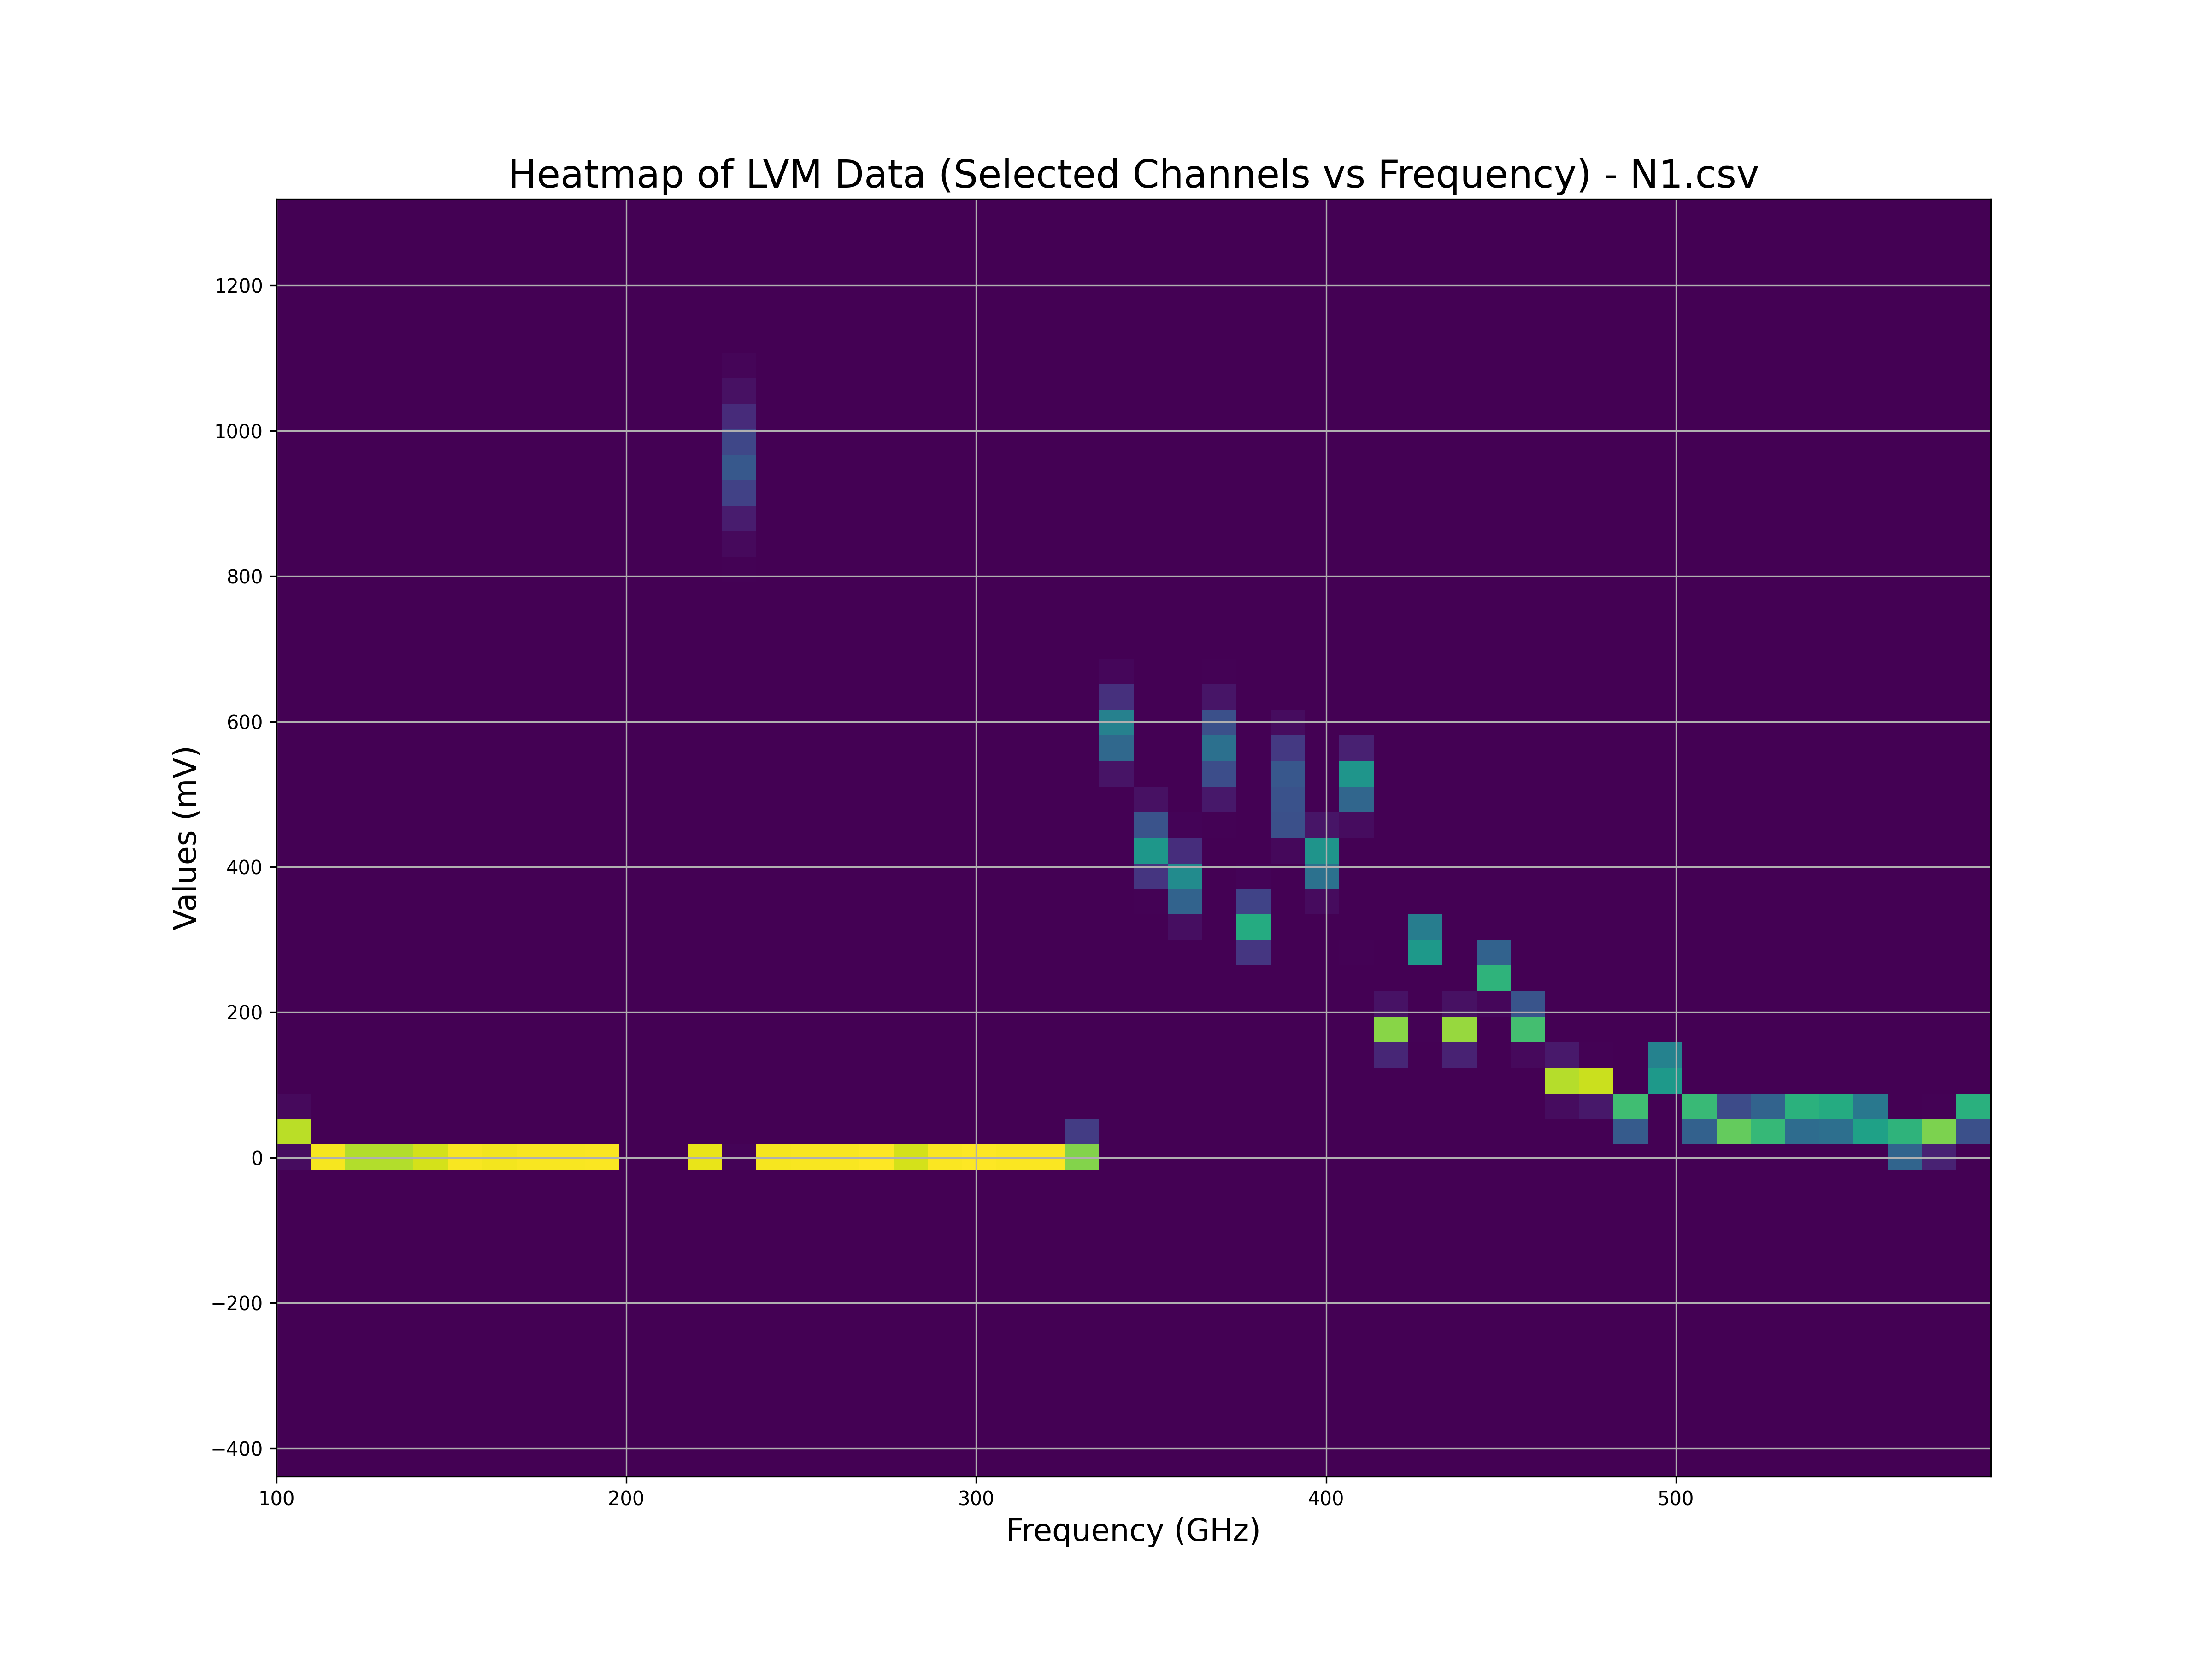 Heatmap of LVM Data (Selected Channels vs Frequency) - N1.csv
Values (mV)
1200
1000
800
600
400
200
0
−200
−400
100 200 300 400 500
Frequency (GHz)